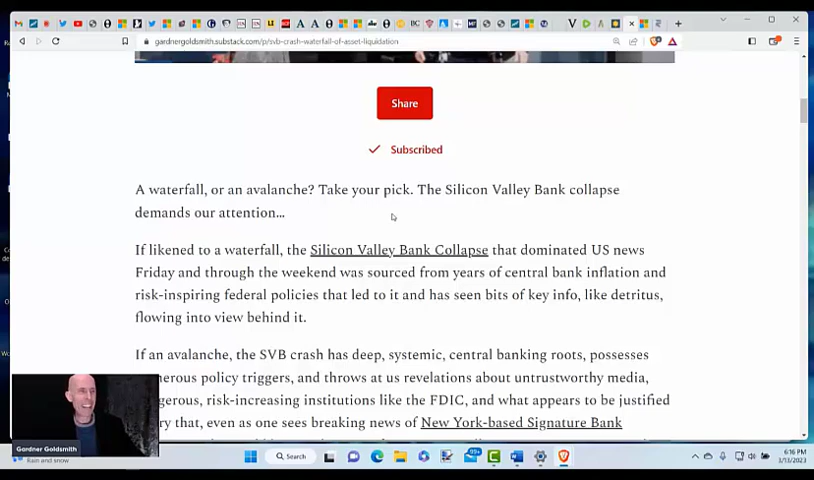 gardnergoldsmith.substack.com/p/svb-crash-waterfall-of-asset-liquidation
Share
Subscribed
A waterfall, or an avalanche? Take your pick. The Silicon Valley Bank collapse
demands our attention…
If likened to a waterfall, the Silicon Valley Bank Collapse that dominated US news
Friday and through the weekend was sourced from years of central bank inflation and
risk-inspiring federal policies that led to it and has seen bits of key info, like detritus,
flowing into view behind it.
If an avalanche, the SVB crash has deep, systemic, central banking roots, possesses
merous policy triggers, and throws at us revelations about untrustworthy media,
gerous, risk-increasing institutions like the FDIC, and what appears to be justified
ry that, even as one sees breaking news of New York-based Signature Bank
Gardner Goldsmith
Rain and snow
Search
99+
6:16 PM
3/13/2023